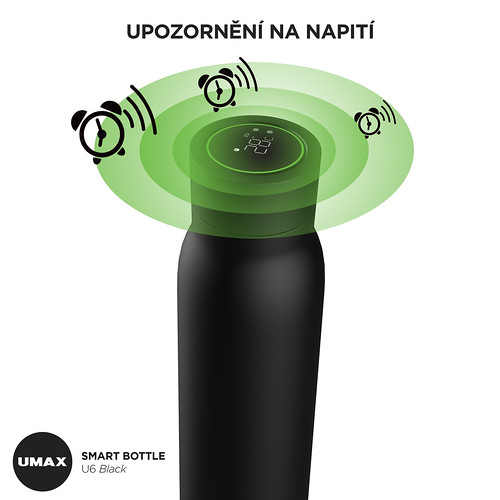 UPOZORNĚNÍ NA NAPITÍ
UMAX
SMART BOTTLE
U6 Black